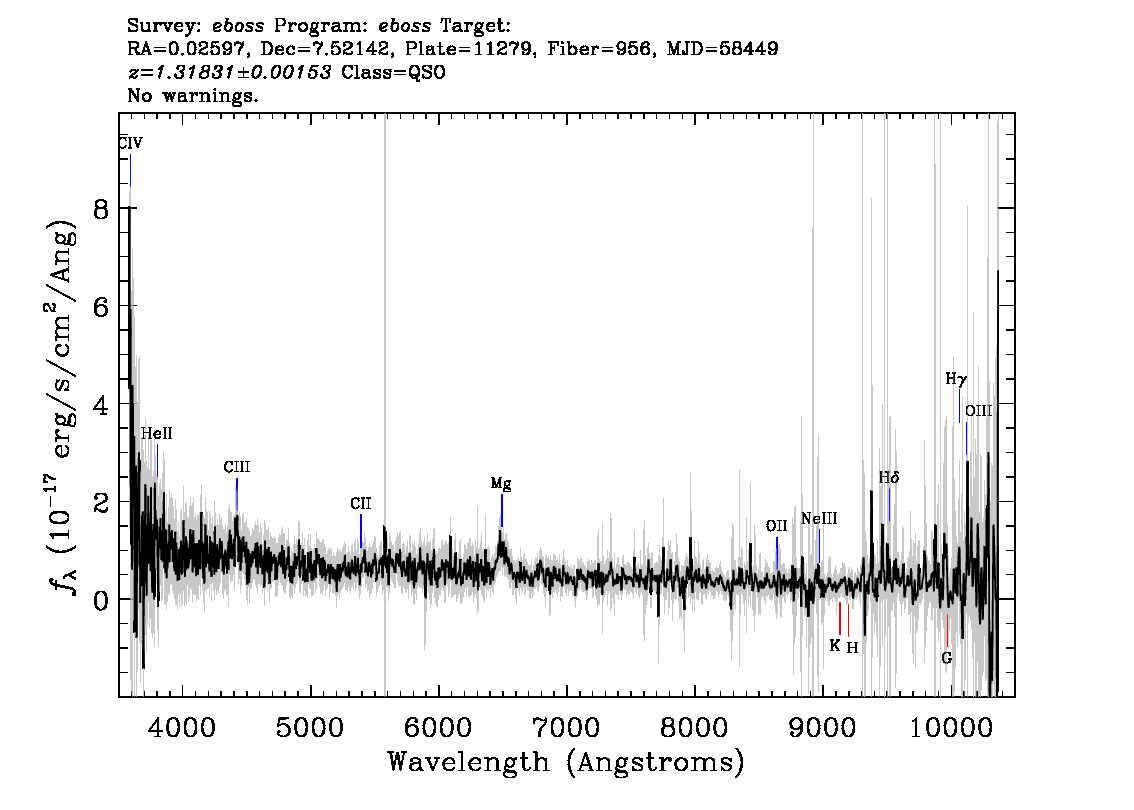 Survey: eboss Program: eboss Target:
RA=0.02597, Dec=7.52142, Plate=11279, Fiber=956, MJD=58449
z=1.31831±0.00153 Class=QSO
No warnings.
CIV
HeII
CIII
CII
Mg
OII
NeIII
Hδ
Hγ
OIII
K
H
G
8
6
4
2
0
fλ (10⁻¹⁷ erg/s/cm²/Ang)
4000 5000 6000 7000 8000 9000 10000
Wavelength (Angstroms)